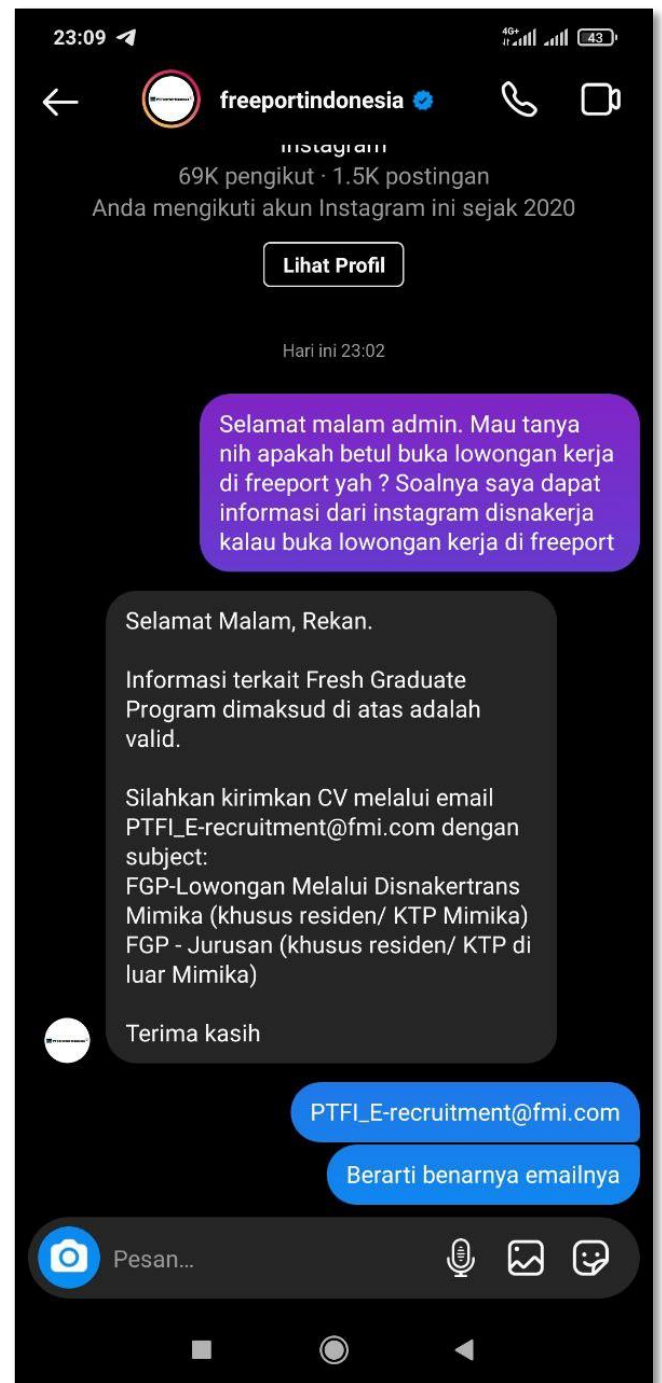 23:09
4G+
43
freeportindonesia
Instagram
69K pengikut · 1.5K postingan
Anda mengikuti akun Instagram ini sejak 2020
Lihat Profil
Hari ini 23:02
Selamat malam admin. Mau tanya
nih apakah betul buka lowongan kerja
di freeport yah ? Soalnya saya dapat
informasi dari instagram disnakerja
kalau buka lowongan kerja di freeport
Selamat Malam, Rekan.
Informasi terkait Fresh Graduate
Program dimaksud di atas adalah
valid.
Silahkan kirimkan CV melalui email
PTFI_E-recruitment@fmi.com dengan
subject:
FGP-Lowongan Melalui Disnakertrans
Mimika (khusus residen/ KTP Mimika)
FGP - Jurusan (khusus residen/ KTP di
luar Mimika)
Terima kasih
PTFI_E-recruitment@fmi.com
Berarti benarnya emailnya
Pesan...